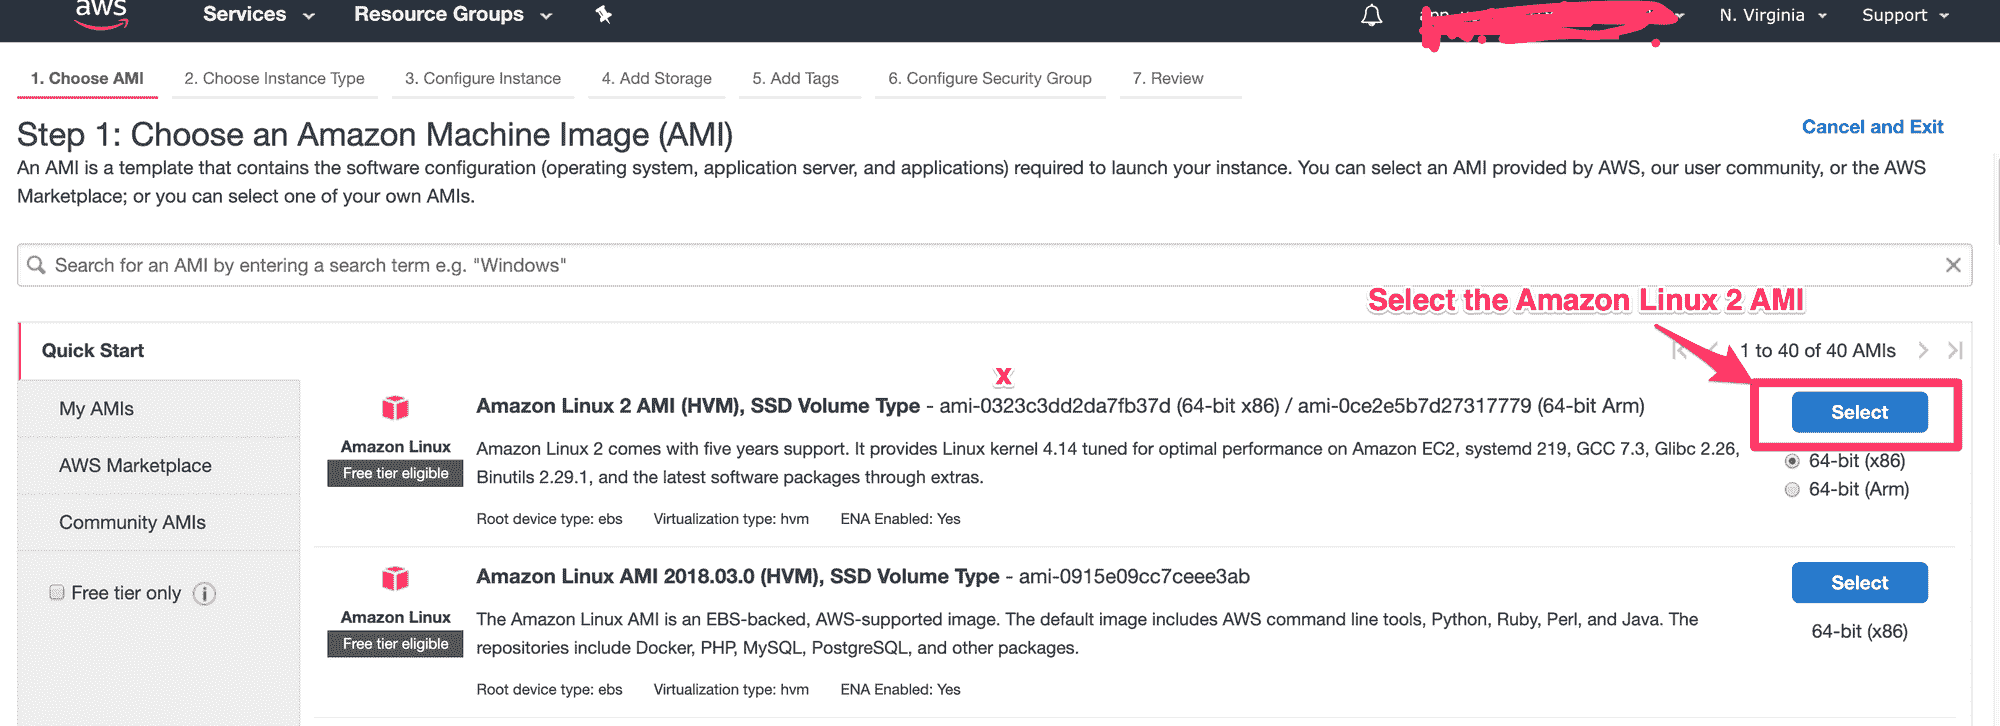 aws Services Resource Groups N. Virginia Support
1. Choose AMI 2. Choose Instance Type 3. Configure Instance 4. Add Storage 5. Add Tags 6. Configure Security Group 7. Review
Step 1: Choose an Amazon Machine Image (AMI)
Cancel and Exit
An AMI is a template that contains the software configuration (operating system, application server, and applications) required to launch your instance. You can select an AMI provided by AWS, our user community, or the AWS
Marketplace; or you can select one of your own AMIs.
Search for an AMI by entering a search term e.g. "Windows"
Select the Amazon Linux 2 AMI
Quick Start
1 to 40 of 40 AMIs
My AMIs
AWS Marketplace
Community AMIs
Free tier only
x
Amazon Linux
Free tier eligible
Amazon Linux 2 AMI (HVM), SSD Volume Type - ami-0323c3dd2da7fb37d (64-bit x86) / ami-0ce2e5b7d27317779 (64-bit Arm)
Amazon Linux 2 comes with five years support. It provides Linux kernel 4.14 tuned for optimal performance on Amazon EC2, systemd 219, GCC 7.3, Glibc 2.26,
Binutils 2.29.1, and the latest software packages through extras.
Root device type: ebs Virtualization type: hvm ENA Enabled: Yes
Select
64-bit (x86)
64-bit (Arm)
Amazon Linux
Free tier eligible
Amazon Linux AMI 2018.03.0 (HVM), SSD Volume Type - ami-0915e09cc7ceee3ab
The Amazon Linux AMI is an EBS-backed, AWS-supported image. The default image includes AWS command line tools, Python, Ruby, Perl, and Java. The
repositories include Docker, PHP, MySQL, PostgreSQL, and other packages.
Root device type: ebs Virtualization type: hvm ENA Enabled: Yes
Select
64-bit (x86)